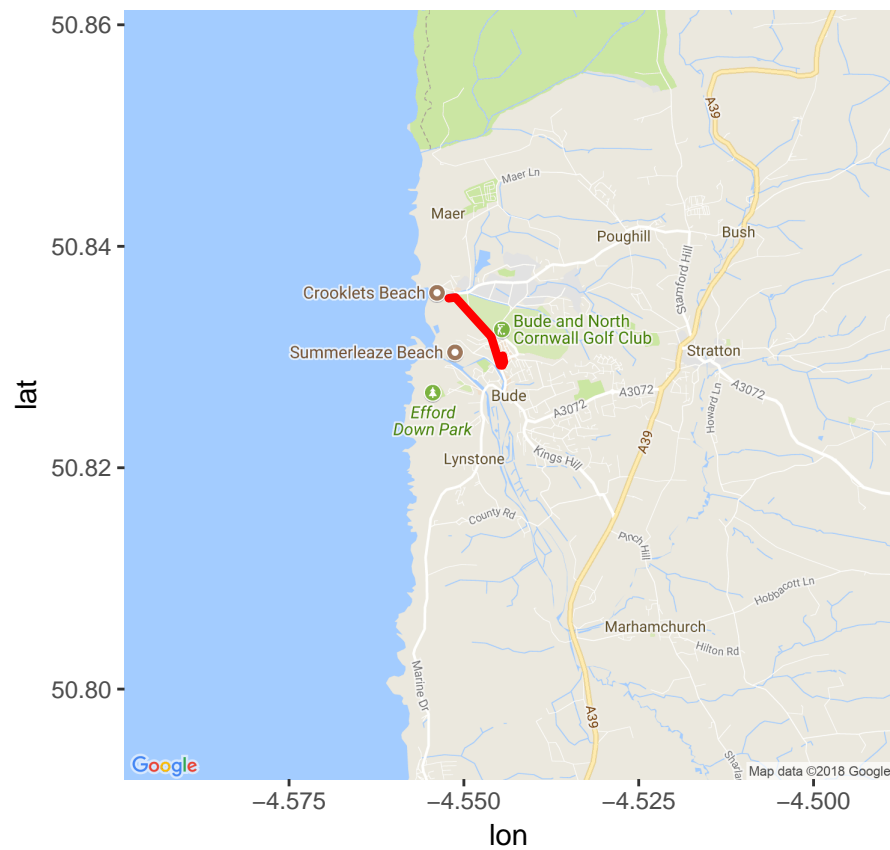 50.86
A39
Maer Ln
Maer
Bush
50.84
Poughill
Stamford Hill
Crooklets Beach
Bude and North
Cornwall Golf Club
Summerleaze Beach
Stratton
A3072
A3072
Efford
Down Park
Bude
A3072
Howard Ln
A39
50.82
Lynstone
Kings Hill
County Rd
Pinch Hill
Hobbacott Ln
Marhamchurch
Hilton Rd
50.80
Marine Dr
A39
Google
Map data ©2018 Google
−4.575
−4.550
−4.525
−4.500
lon
lat